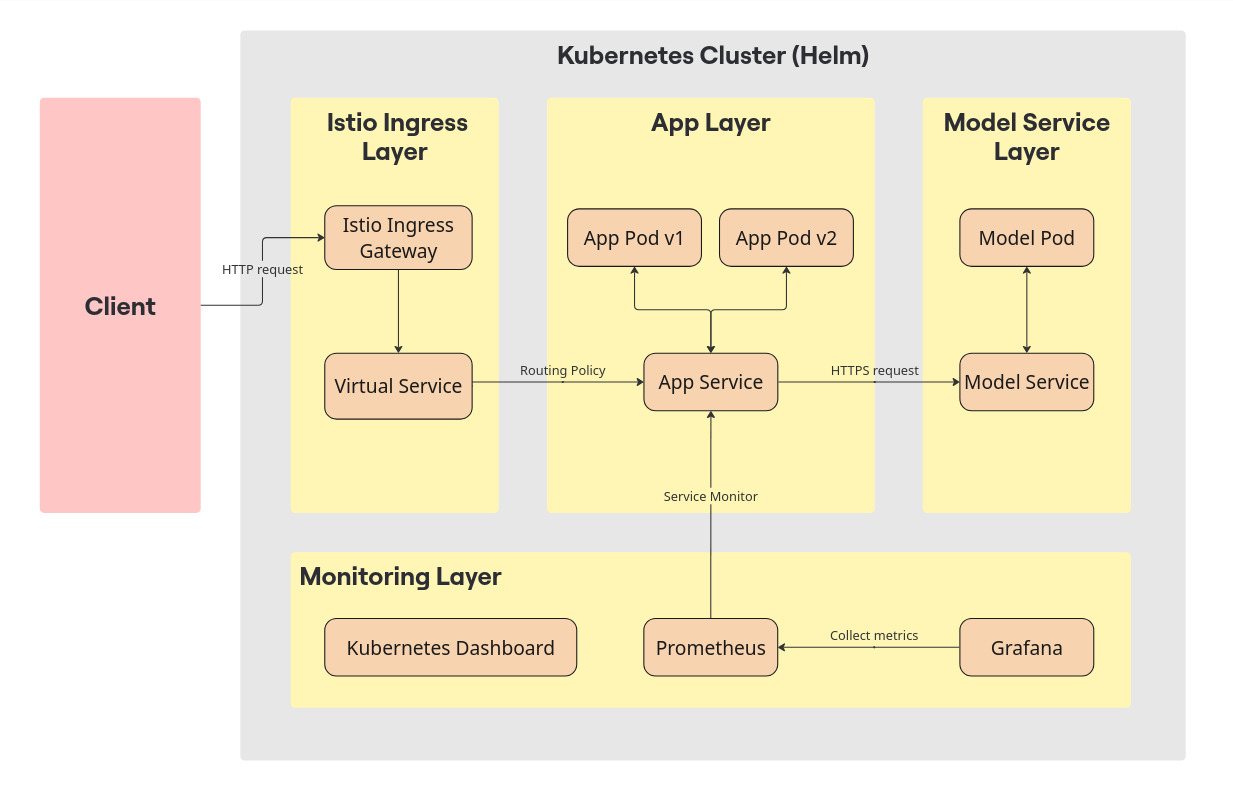 Kubernetes Cluster (Helm)
Client
HTTP request
Istio Ingress
Layer
Istio Ingress
Gateway
Virtual Service
Routing Policy
App Layer
App Pod v1
App Pod v2
App Service
HTTPS request
Model Service
Layer
Model Pod
Model Service
Service Monitor
Monitoring Layer
Kubernetes Dashboard
Prometheus
Collect metrics
Grafana